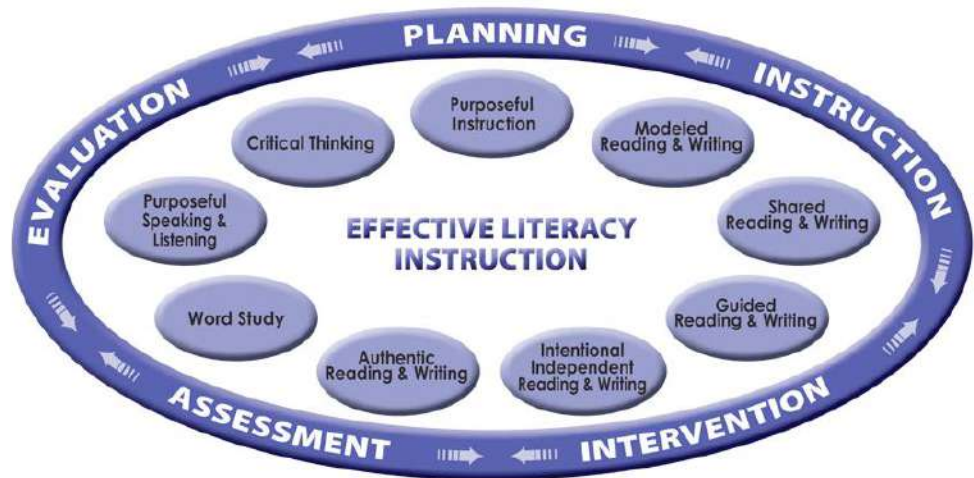 PLANNING
INSTRUCTION
INTERVENTION
ASSESSMENT
EVALUATION
Purposeful
Instruction
Modeled
Reading & Writing
Shared
Reading & Writing
Guided
Reading & Writing
Intentional
Independent
Reading & Writing
Authentic
Reading & Writing
Word Study
Purposeful
Speaking &
Listening
Critical Thinking
EFFECTIVE LITERACY
INSTRUCTION